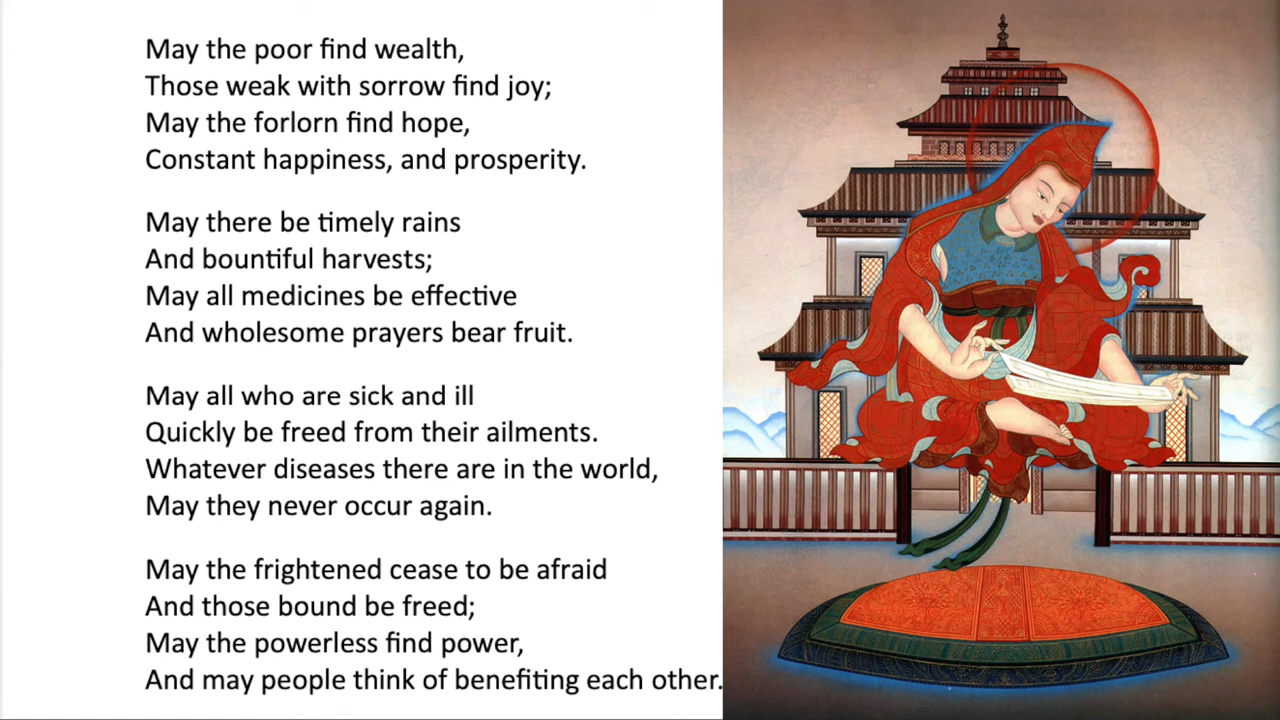 May the poor find wealth,
Those weak with sorrow find joy;
May the forlorn find hope,
Constant happiness, and prosperity.
May there be timely rains
And bountiful harvests;
May all medicines be effective
And wholesome prayers bear fruit.
May all who are sick and ill
Quickly be freed from their ailments.
Whatever diseases there are in the world,
May they never occur again.
May the frightened cease to be afraid
And those bound be freed;
May the powerless find power,
And may people think of benefiting each other.